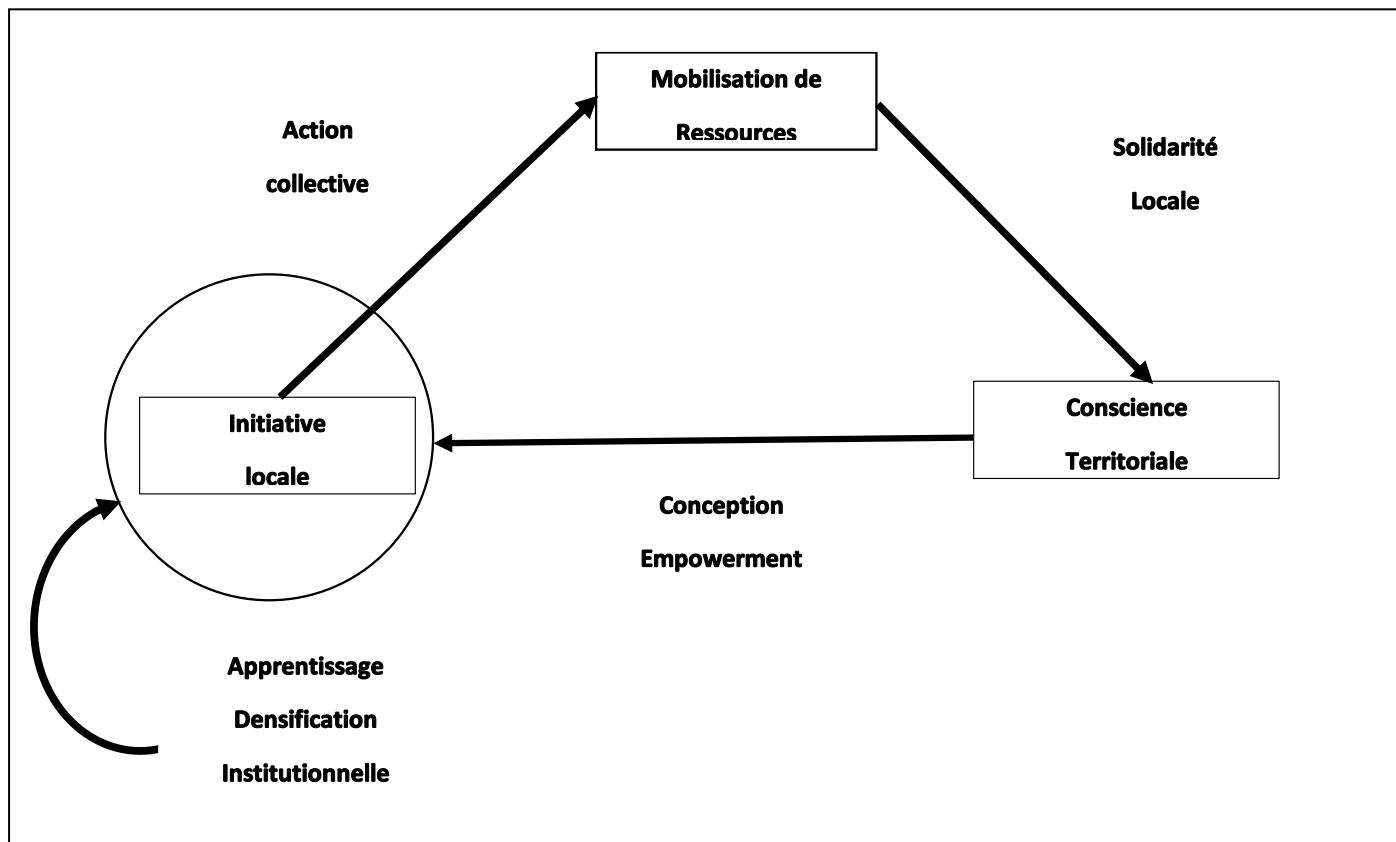 Mobilisation de
Ressources
Action
collective
Solidarité
Locale
Initiative
locale
Conscience
Territoriale
Conception
Empowerment
Apprentissage
Densification
Institutionnelle